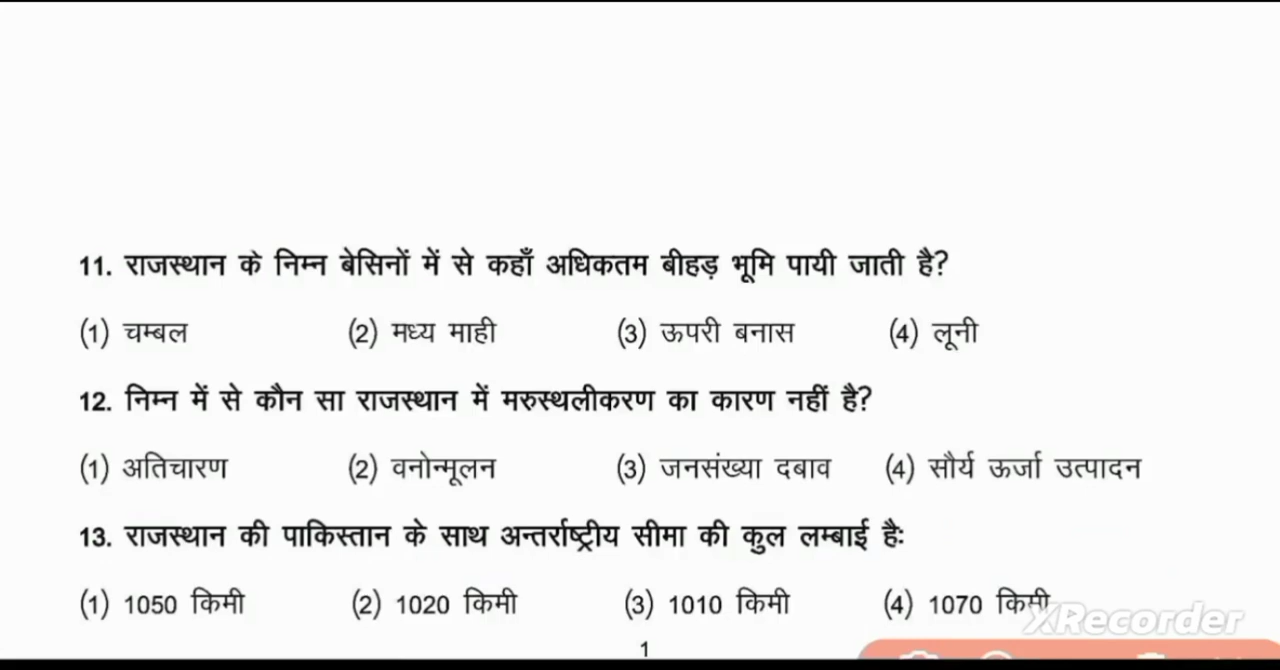 11. राजस्थान के निम्न बेसिनों में से कहाँ अधिकतम बीहड़ भूमि पायी जाती है?
(1) चम्बल (2) मध्य माही (3) ऊपरी बनास (4) लूनी
12. निम्न में से कौन सा राजस्थान में मरुस्थलीकरण का कारण नहीं है?
(1) अतिचारण (2) वनोन्मूलन (3) जनसंख्या दबाव (4) सौर्य ऊर्जा उत्पादन
13. राजस्थान की पाकिस्तान के साथ अन्तर्राष्ट्रीय सीमा की कुल लम्बाई हैः
(1) 1050 किमी (2) 1020 किमी (3) 1010 किमी (4) 1070 किमी
XRecorder
1